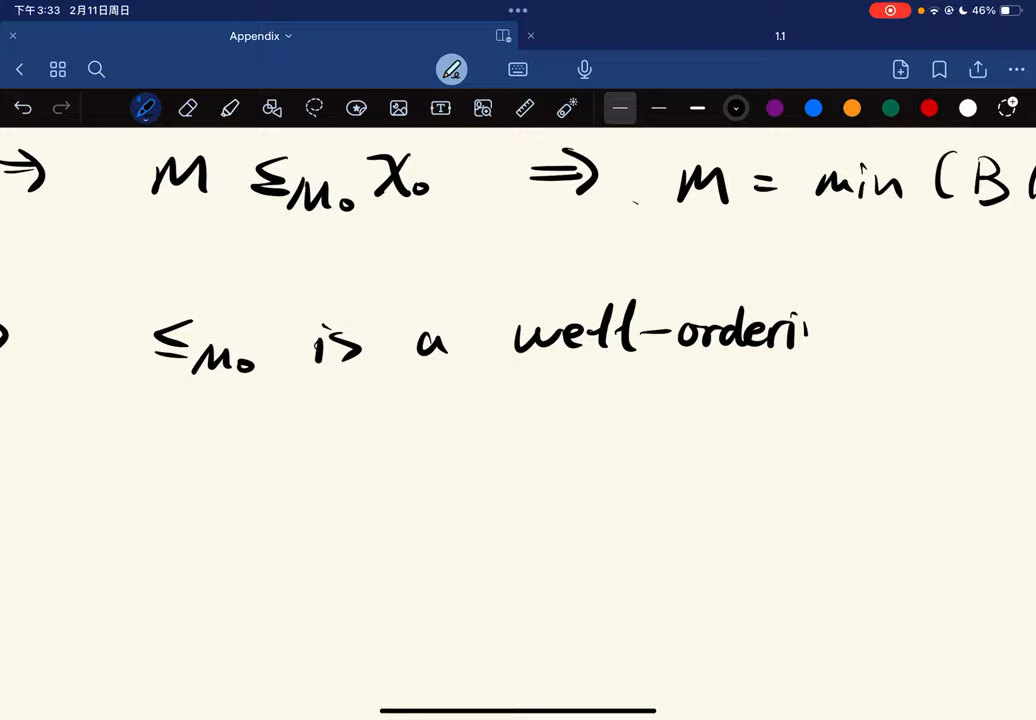 下午3:33 2月11日周日 46%
Appendix 1.1
⇒ M ≤_{M₀} X₀ ⇒ m = min (B
≤_{M₀} is a well-orderi